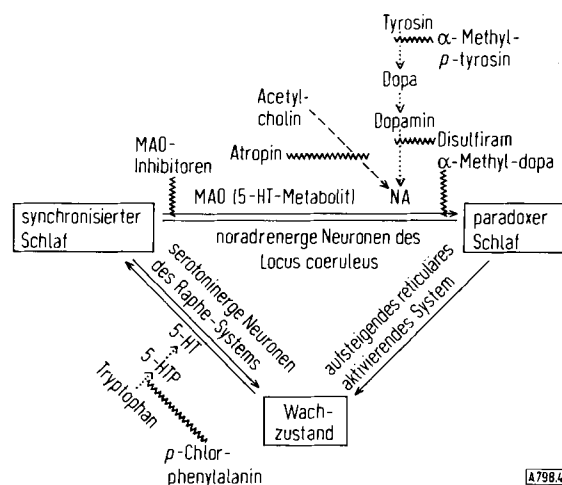 Tyrosin
α-Methyl-
p-tyrosin
Dopa
Acetyl-
cholin
Dopamin
Disulfiram
α-Methyl-dopa
MAO-
Inhibitoren
Atropin
MAO (5-HT-Metabolit)
NA
synchronisierter
Schlaf
paradoxer
Schlaf
noradrenerge Neuronen des
Locus coeruleus
serotoninerge Neuronen
des Raphe-Systems
aufsteigendes reticuläres
aktivierendes System
5-HT
5-HTP
Tryptophan
Wach-
zustand
p-Chlor-
phenylalanin
A 798.4